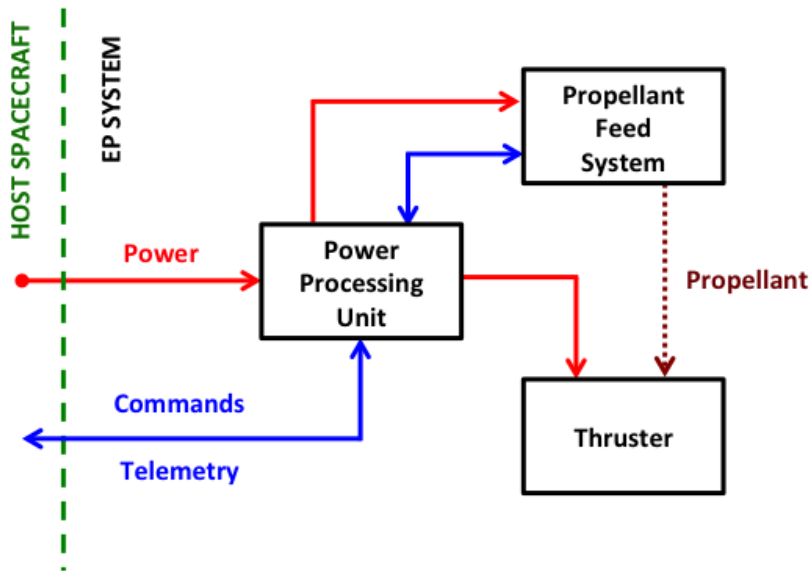 HOST SPACECRAFT
EP SYSTEM
Propellant
Feed
System
Power
Power
Processing
Unit
Propellant
Commands
Telemetry
Thruster